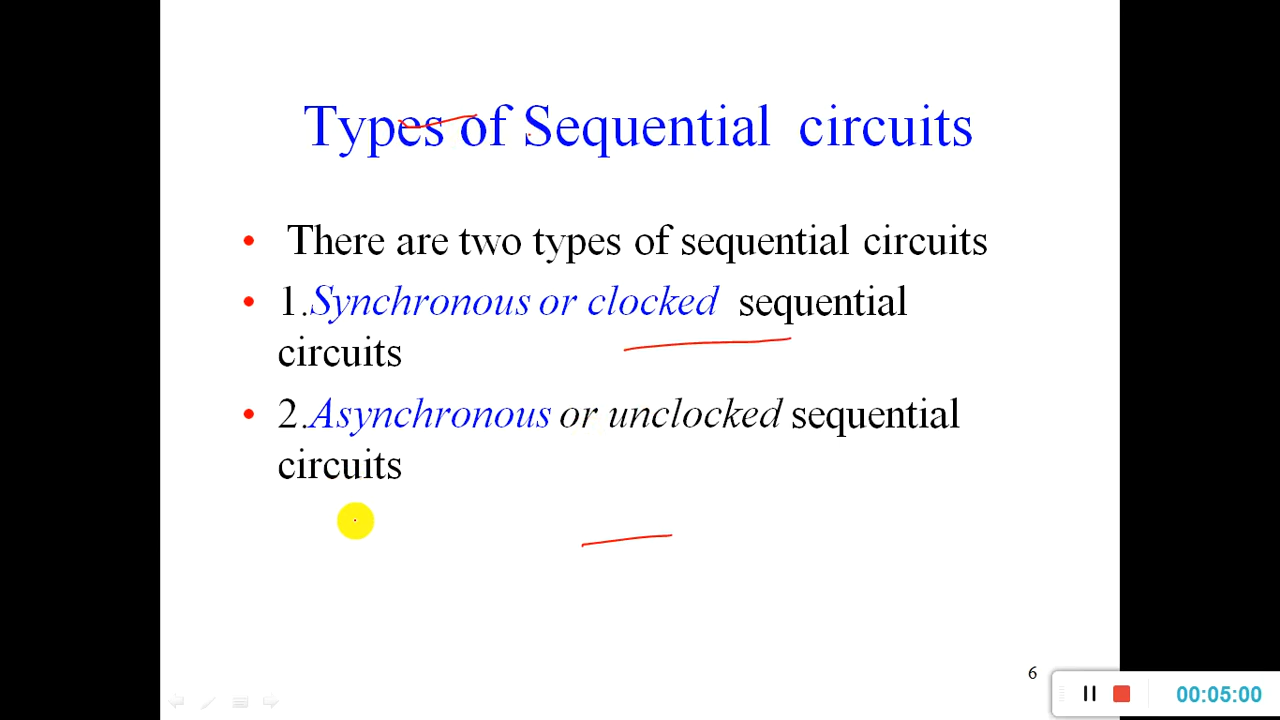 Types of Sequential circuits
• There are two types of sequential circuits
• 1.Synchronous or clocked sequential
circuits
• 2.Asynchronous or unclocked sequential
circuits
6
00:05:00